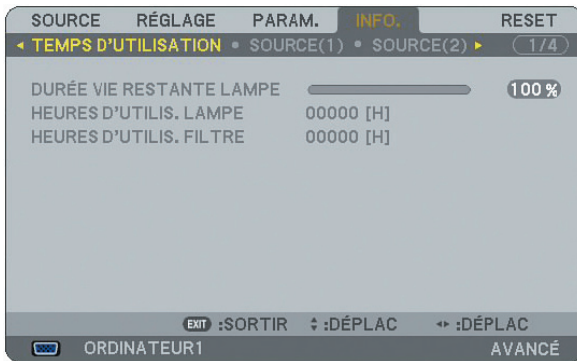 SOURCE RÉGLAGE PARAM. INFO. RESET
◂ TEMPS D'UTILISATION • SOURCE(1) • SOURCE(2) ▸ 1/4
DURÉE VIE RESTANTE LAMPE 100 %
HEURES D'UTILIS. LAMPE 00000 [H]
HEURES D'UTILIS. FILTRE 00000 [H]
EXIT :SORTIR :DÉPLAC :DÉPLAC
ORDINATEUR1 AVANCÉ